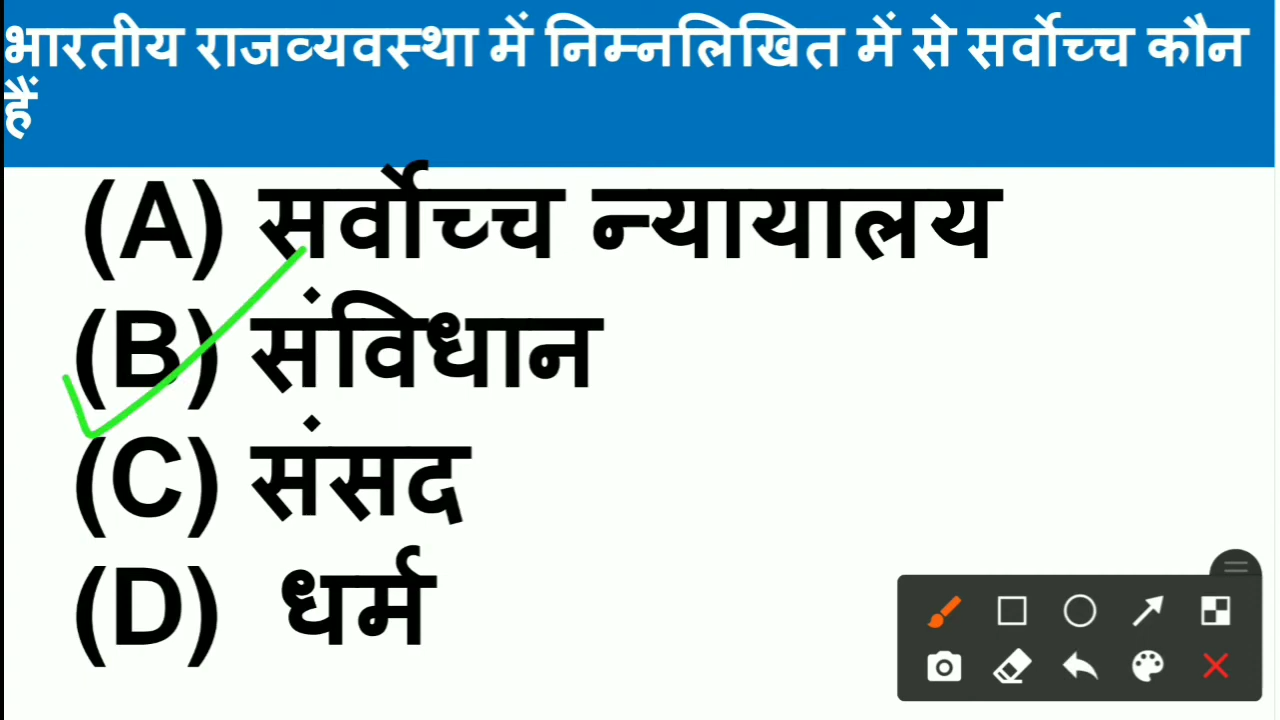 भारतीय राजव्यवस्था में निम्नलिखित में से सर्वोच्च कौन
हैं
(A) सर्वोच्च न्यायालय
(B) संविधान
(C) संसद
(D) धर्म